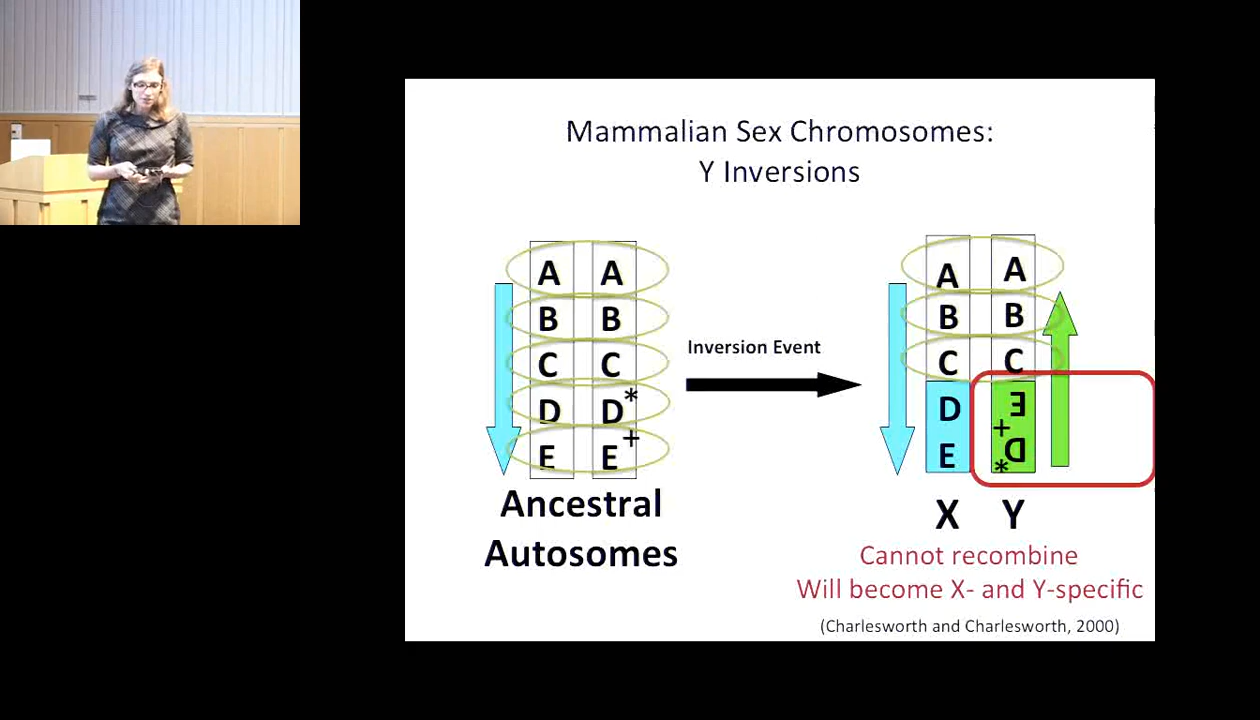 Mammalian Sex Chromosomes:
Y Inversions
A A
B B
C C
D D*
E E+
Ancestral
Autosomes
Inversion Event
A A
B B
C C
D E+
E D*
X Y
Cannot recombine
Will become X- and Y-specific
(Charlesworth and Charlesworth, 2000)